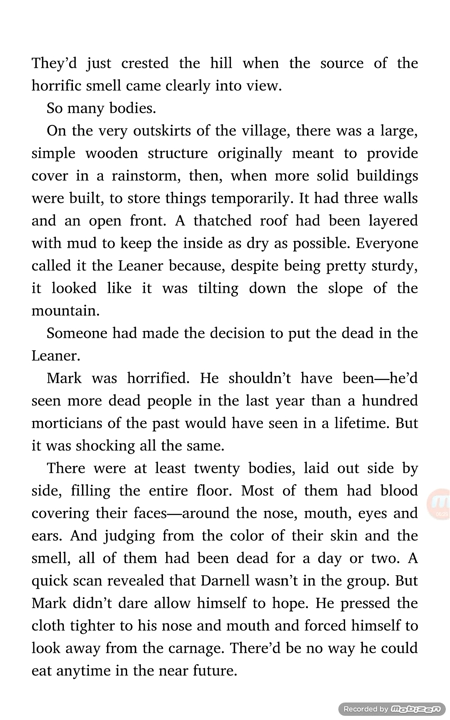 They’d just crested the hill when the source of the
horrific smell came clearly into view.
So many bodies.
On the very outskirts of the village, there was a large,
simple wooden structure originally meant to provide
cover in a rainstorm, then, when more solid buildings
were built, to store things temporarily. It had three walls
and an open front. A thatched roof had been layered
with mud to keep the inside as dry as possible. Everyone
called it the Leaner because, despite being pretty sturdy,
it looked like it was tilting down the slope of the
mountain.
Someone had made the decision to put the dead in the
Leaner.
Mark was horrified. He shouldn’t have been—he’d
seen more dead people in the last year than a hundred
morticians of the past would have seen in a lifetime. But
it was shocking all the same.
There were at least twenty bodies, laid out side by
side, filling the entire floor. Most of them had blood
covering their faces—around the nose, mouth, eyes and
ears. And judging from the color of their skin and the
smell, all of them had been dead for a day or two. A
quick scan revealed that Darnell wasn’t in the group. But
Mark didn’t dare allow himself to hope. He pressed the
cloth tighter to his nose and mouth and forced himself to
look away from the carnage. There’d be no way he could
eat anytime in the near future.
Recorded by mobizen